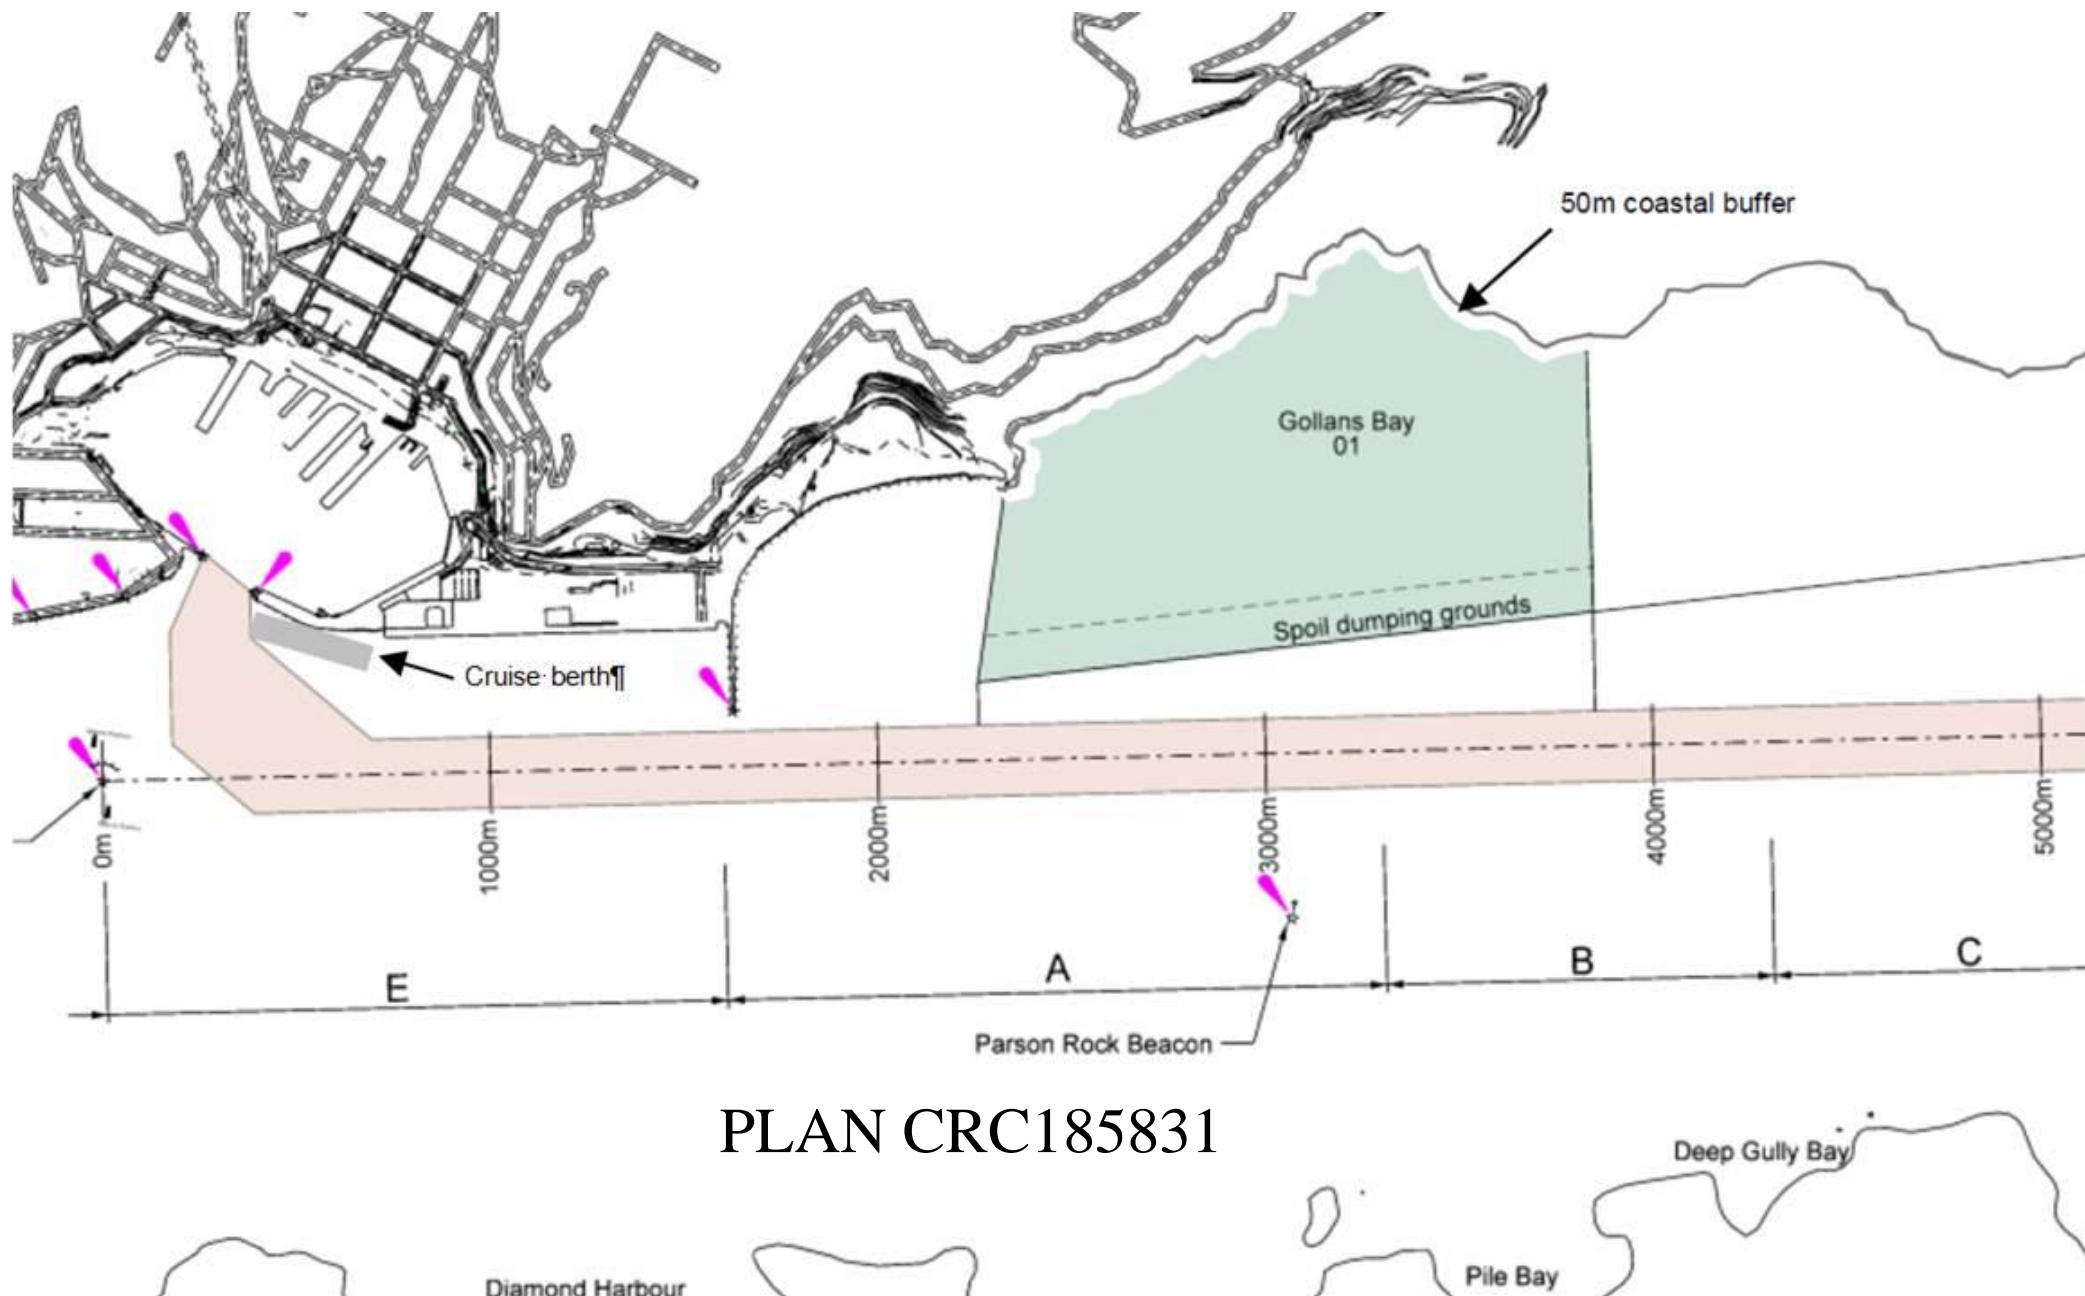 50m coastal buffer
Gollans Bay
01
Spoil dumping grounds
Cruise·berth¶
0m
1000m
2000m
3000m
4000m
5000m
E
A
B
C
Parson Rock Beacon
PLAN CRC185831
Deep Gully Bay
Pile Bay
Diamond Harbour